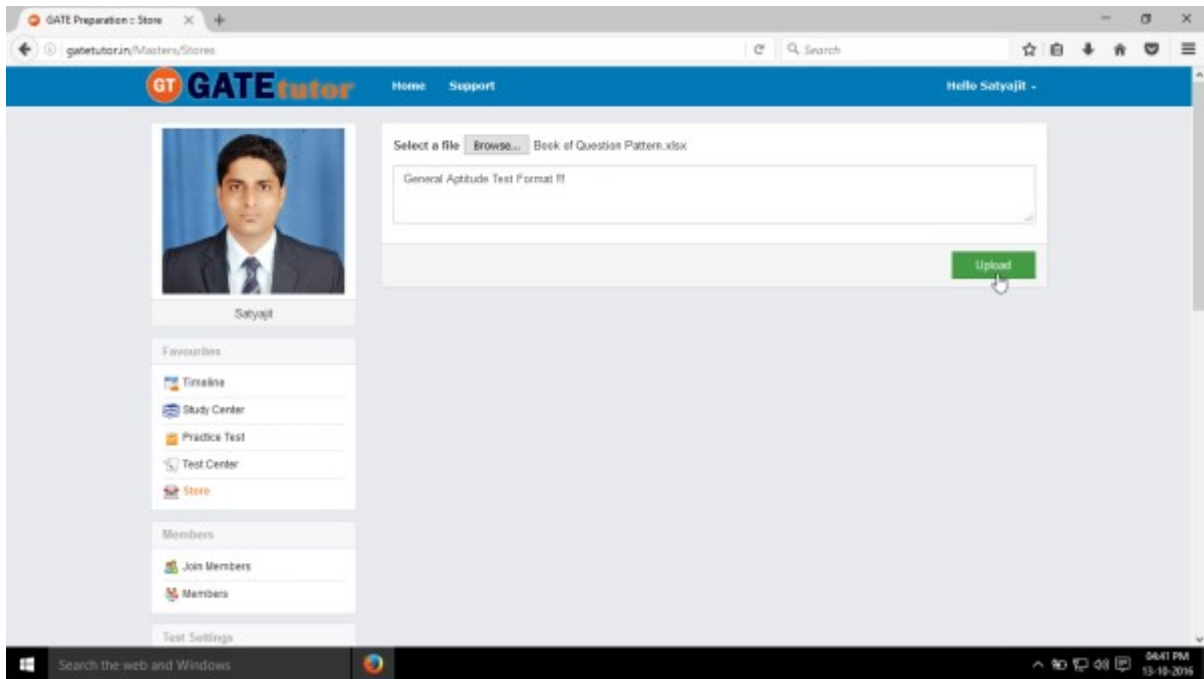 GATE Preparation :: Store
gatetutor.in/Masters/Stores
Search
GT GATEtutor
Home Support
Hello Satyajit
Select a file Browse... Book of Question Pattern.xlsx
General Aptitude Test Format !!!
Upload
Satyajit
Favourites
Timeline
Study Center
Practice Test
Test Center
Store
Members
Join Members
Members
Test Settings
Search the web and Windows
04:41 PM
13-10-2016